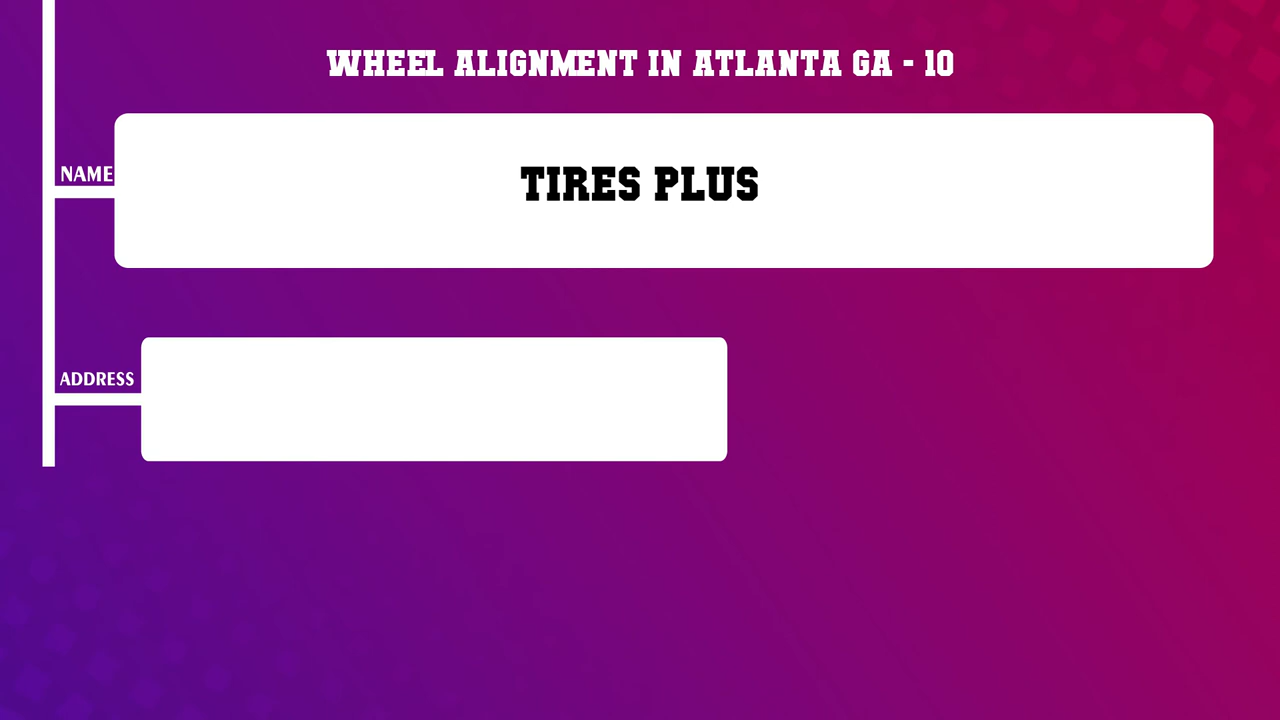 WHEEL ALIGNMENT IN ATLANTA GA - 10
NAME
TIRES PLUS
ADDRESS